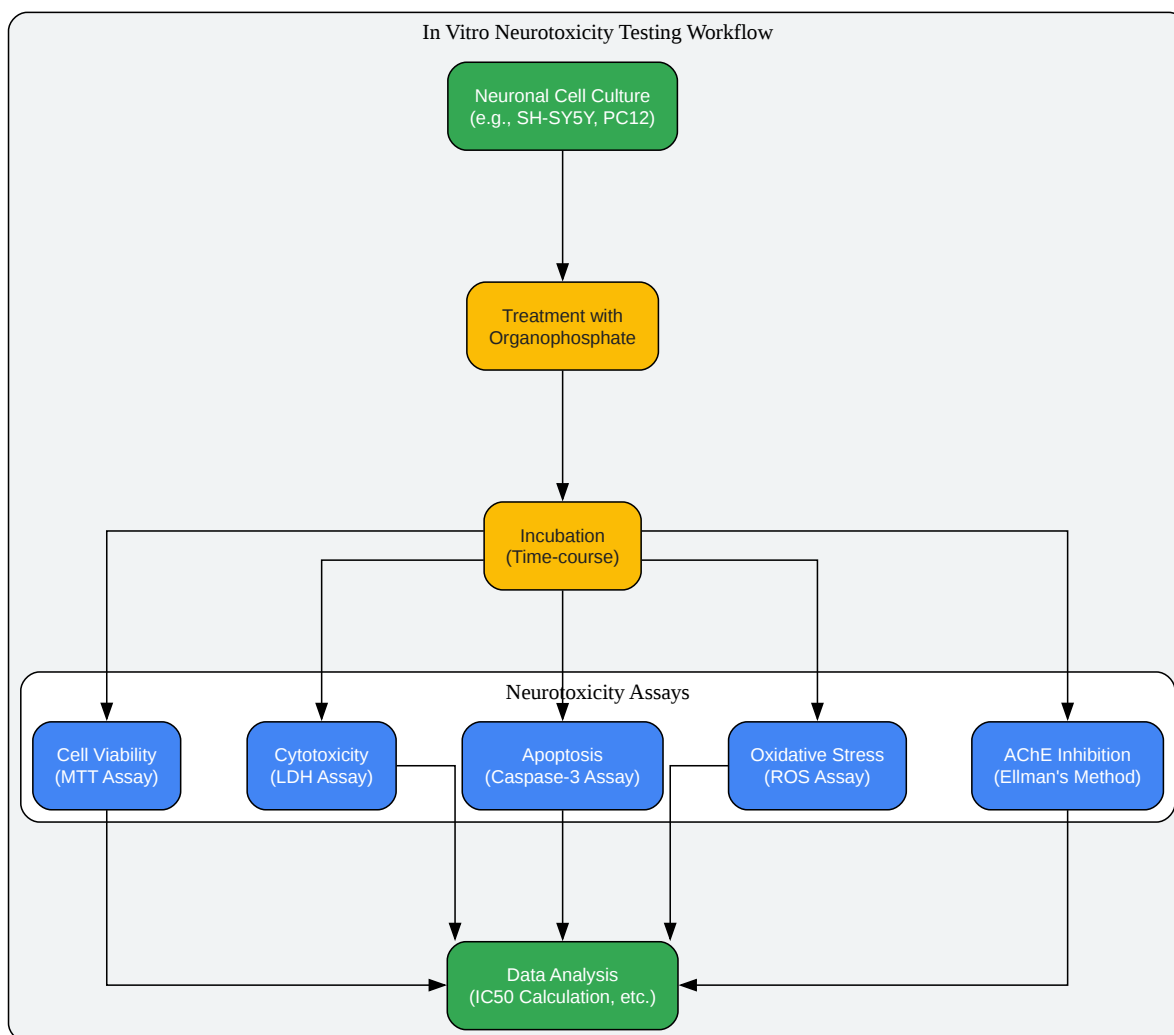 In Vitro Neurotoxicity Testing Workflow
Neuronal Cell Culture
(e.g., SH-SY5Y, PC12)
Treatment with
Organophosphate
Incubation
(Time-course)
Neurotoxicity Assays
Cell Viability
(MTT Assay)
Cytotoxicity
(LDH Assay)
Apoptosis
(Caspase-3 Assay)
Oxidative Stress
(ROS Assay)
AChE Inhibition
(Ellman's Method)
Data Analysis
(IC50 Calculation, etc.)